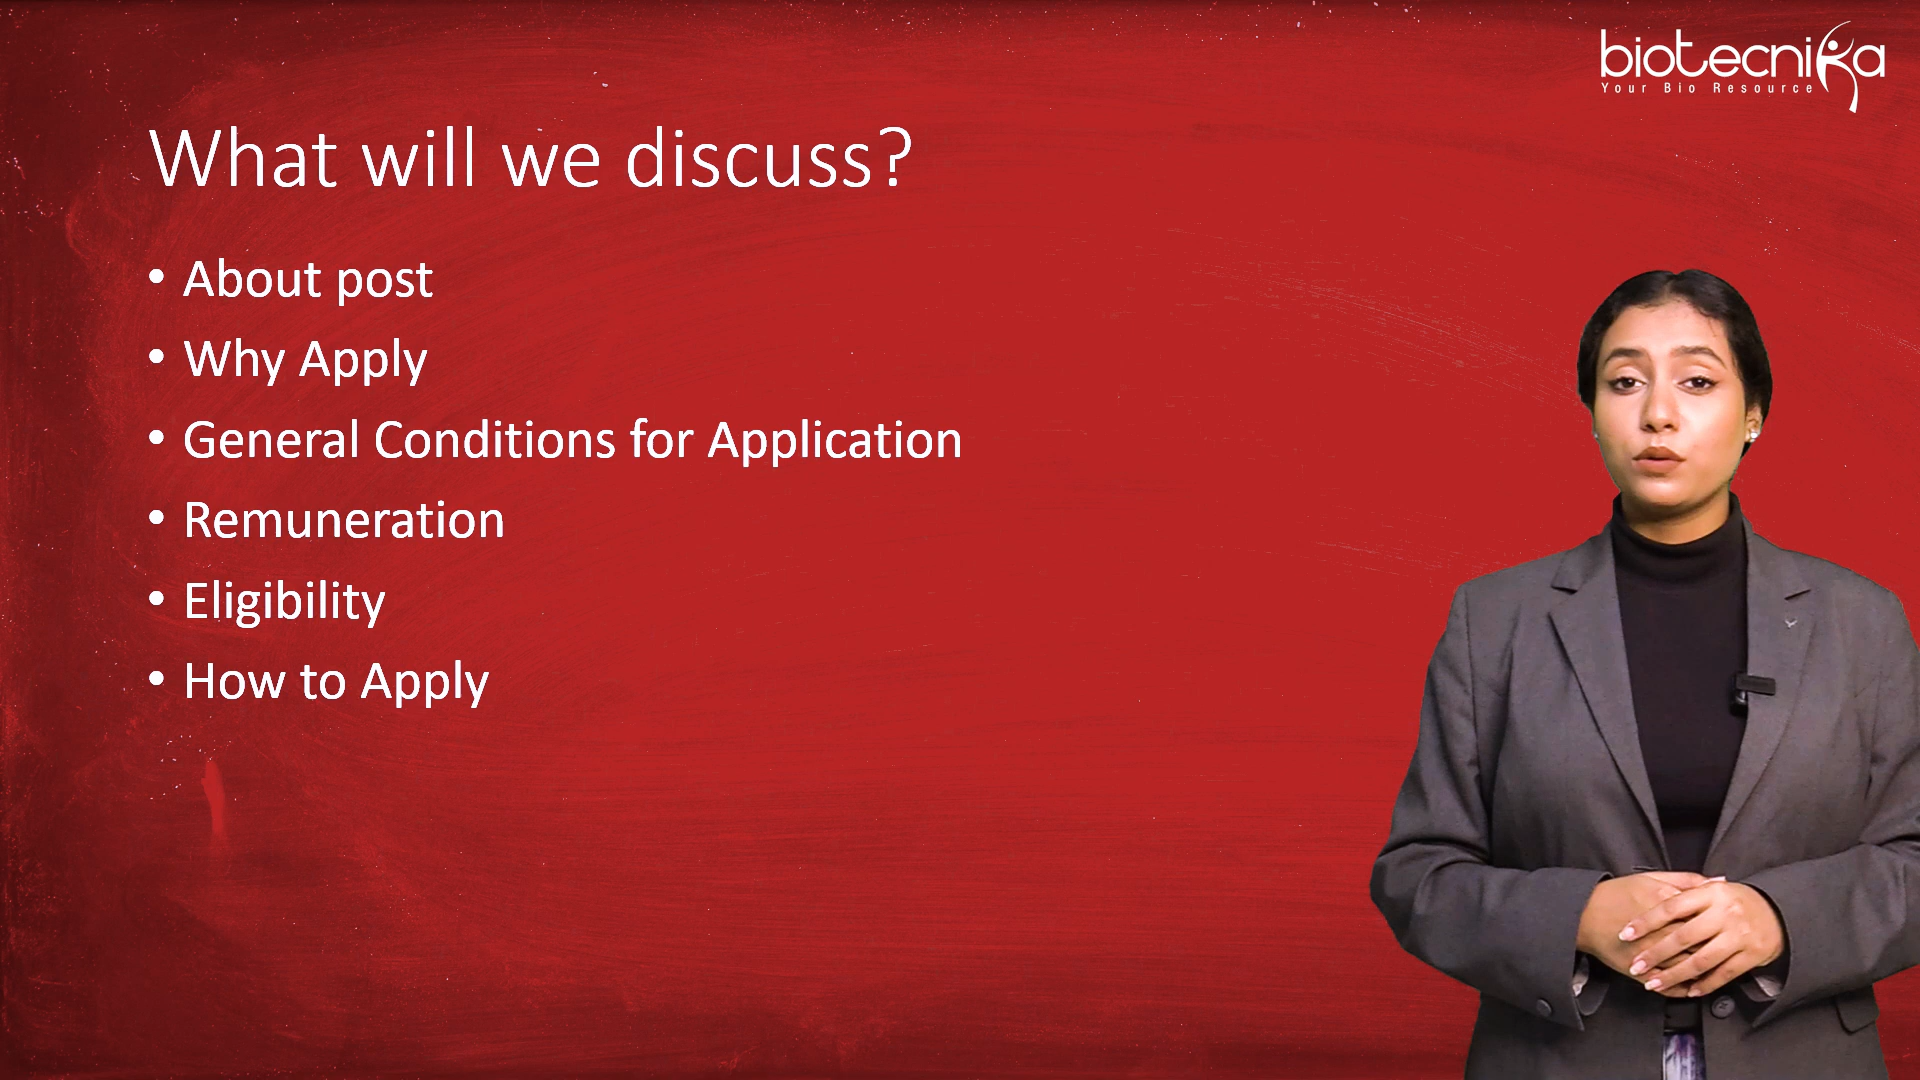 biotecnika
Your Bio Resource
What will we discuss?
• About post
• Why Apply
• General Conditions for Application
• Remuneration
• Eligibility
• How to Apply